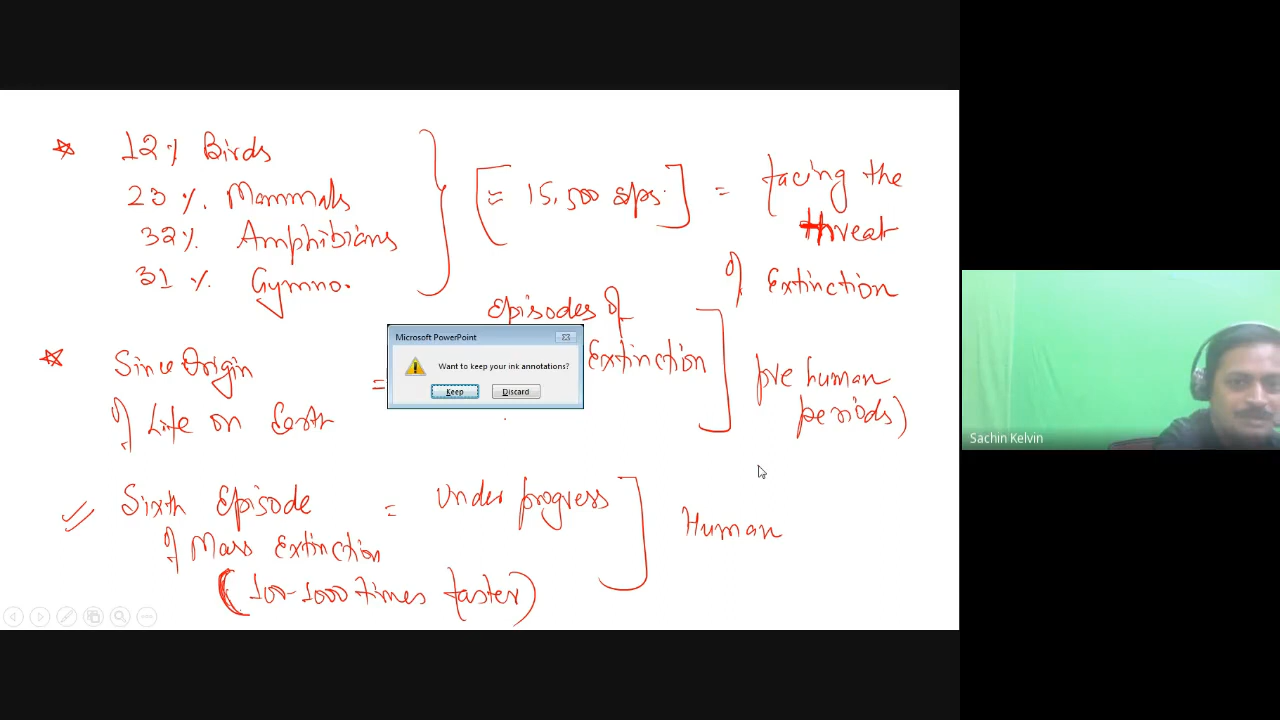 12% Birds
23 %. Mammals
32% Amphibians
31 %. Gymno.
[= 15,500 sps.] = facing the
threat
of Extinction
Since Origin
of Life on Earth
=
Episodes of
Extinction
pre human
periods)
Microsoft PowerPoint
Want to keep your ink annotations?
Keep
Discard
Sixth Episode
of Mass Extinction
(100-1000 times faster)
= Under progress
Human
Sachin Kelvin